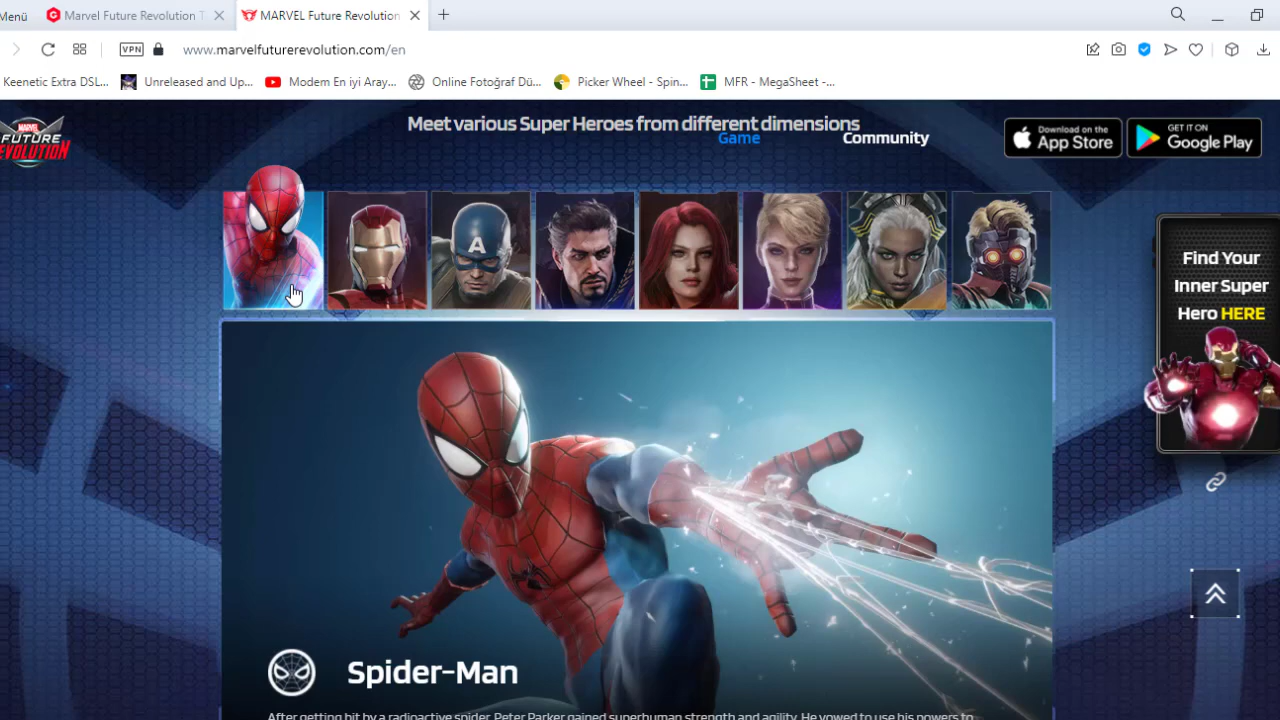 Menü
Marvel Future Revolution T
MARVEL Future Revolution
VPN
www.marvelfuturerevolution.com/en
Keenetic Extra DSL...
Unreleased and Up...
Modem En iyi Aray...
Online Fotoğraf Dü...
Picker Wheel - Spin...
MFR - MegaSheet -...
MARVEL
FUTURE
REVOLUTION
Meet various Super Heroes from different dimensions
Game
Community
Download on the
App Store
GET IT ON
Google Play
A
Find Your
Inner Super
Hero HERE
Spider-Man
After getting bit by a radioactive spider, Peter Parker gained superhuman strength and agility. He vowed to use his powers to